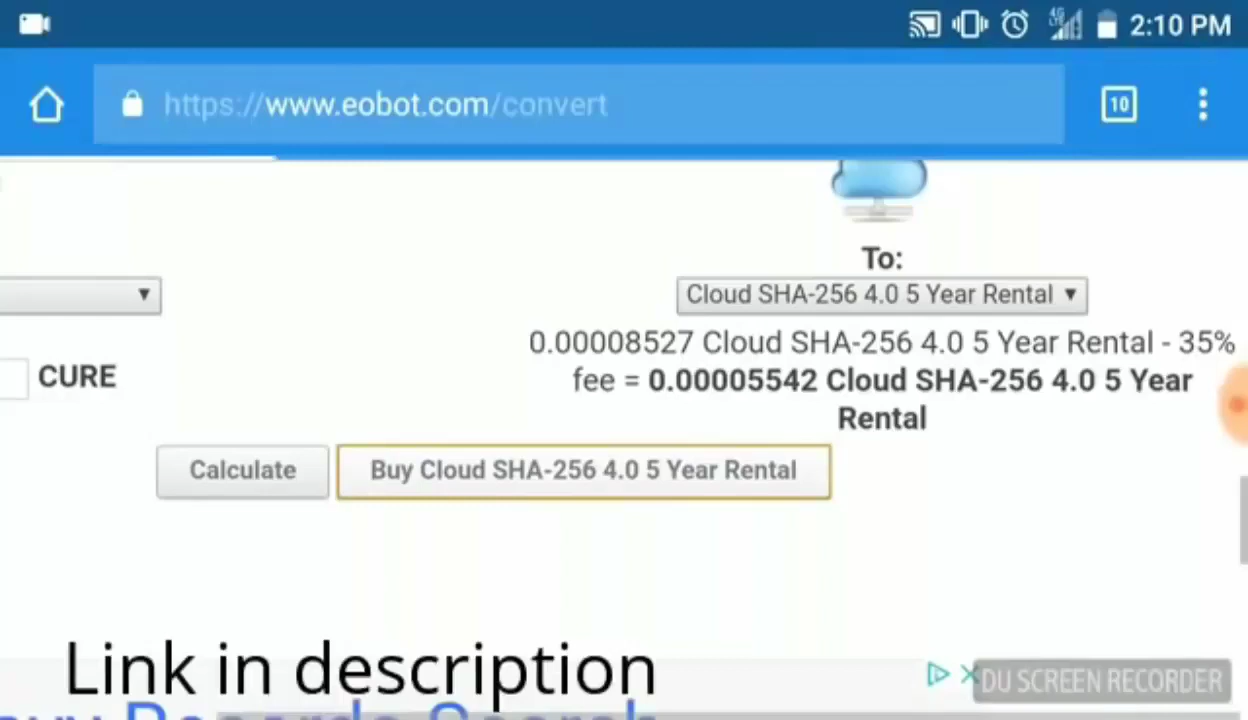 4G
LTE
2:10 PM
https://www.eobot.com/convert
10
To:
Cloud SHA-256 4.0 5 Year Rental
0.00008527 Cloud SHA-256 4.0 5 Year Rental - 35%
fee = 0.00005542 Cloud SHA-256 4.0 5 Year
Rental
CURE
Calculate
Buy Cloud SHA-256 4.0 5 Year Rental
Link in description
DU SCREEN RECORDER